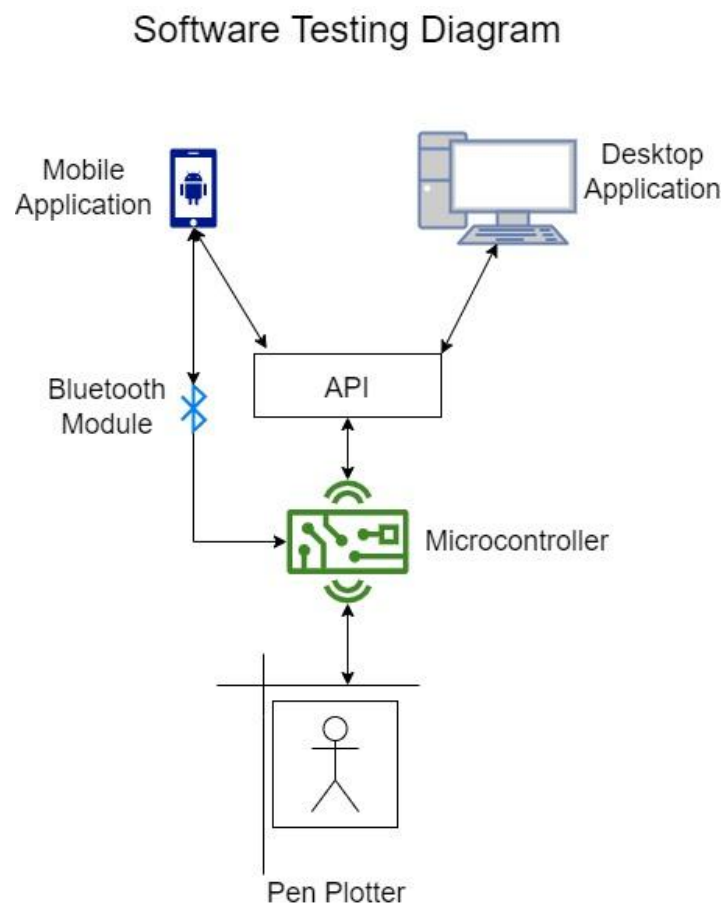 Software Testing Diagram
Mobile
Application
Desktop
Application
Bluetooth
Module
API
Microcontroller
Pen Plotter